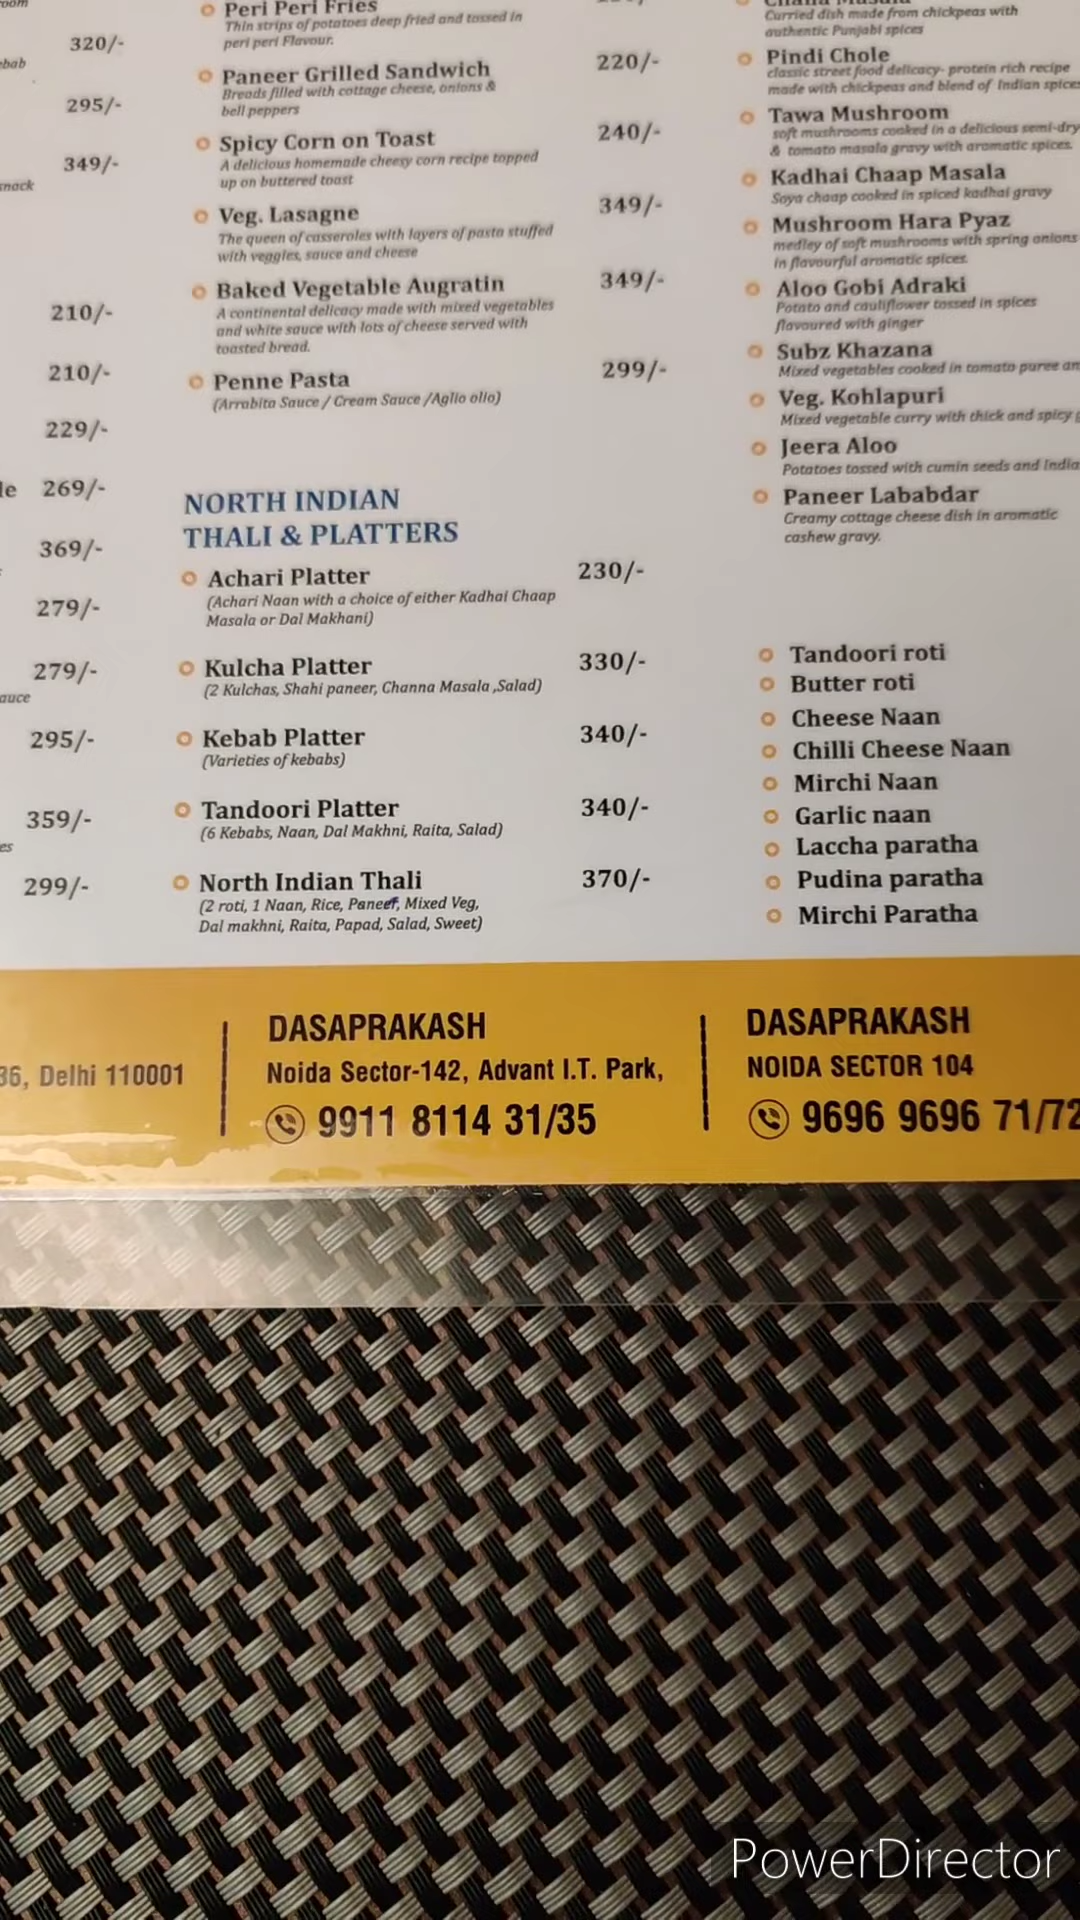 320/-
295/-
349/-
snack
210/-
210/-
229/-
269/-
369/-
279/-
279/-
295/-
359/-
299/-
Peri Peri Fries
Thin strips of potatoes deep fried and tossed in
peri peri Flavour.
Paneer Grilled Sandwich 220/-
Breads filled with cottage cheese, onions &
bell peppers
Spicy Corn on Toast 240/-
A delicious homemade cheesy corn recipe topped
up on buttered toast
Veg. Lasagne 349/-
The queen of casseroles with layers of pasta stuffed
with veggies, sauce and cheese
Baked Vegetable Augratin 349/-
A continental delicacy made with mixed vegetables
and white sauce with lots of cheese served with
toasted bread.
Penne Pasta 299/-
(Arrabita Sauce / Cream Sauce /Aglio olio)
NORTH INDIAN
THALI & PLATTERS
Achari Platter 230/-
(Achari Naan with a choice of either Kadhai Chaap
Masala or Dal Makhani)
Kulcha Platter 330/-
(2 Kulchas, Shahi paneer, Channa Masala ,Salad)
Kebab Platter 340/-
(Varieties of kebabs)
Tandoori Platter 340/-
(6 Kebabs, Naan, Dal Makhni, Raita, Salad)
North Indian Thali 370/-
(2 roti, 1 Naan, Rice, Paneer, Mixed Veg,
Dal makhni, Raita, Papad, Salad, Sweet)
Curried dish made from chickpeas with
authentic Punjabi spices
Pindi Chole
classic street food delicacy- protein rich recipe
made with chickpeas and blend of Indian spices
Tawa Mushroom
soft mushrooms cooked in a delicious semi-dry
& tomato masala gravy with aromatic spices.
Kadhai Chaap Masala
Soya chaap cooked in spiced kadhai gravy
Mushroom Hara Pyaz
medley of soft mushrooms with spring onions
in flavourful aromatic spices.
Aloo Gobi Adraki
Potato and cauliflower tossed in spices
flavoured with ginger
Subz Khazana
Mixed vegetables cooked in tomato puree an
Veg. Kohlapuri
Mixed vegetable curry with thick and spicy
Jeera Aloo
Potatoes tossed with cumin seeds and India
Paneer Lababdar
Creamy cottage cheese dish in aromatic
cashew gravy.
Tandoori roti
Butter roti
Cheese Naan
Chilli Cheese Naan
Mirchi Naan
Garlic naan
Laccha paratha
Pudina paratha
Mirchi Paratha
36, Delhi 110001
DASAPRAKASH
Noida Sector-142, Advant I.T. Park,
9911 8114 31/35
DASAPRAKASH
NOIDA SECTOR 104
9696 9696 71/72
PowerDirector